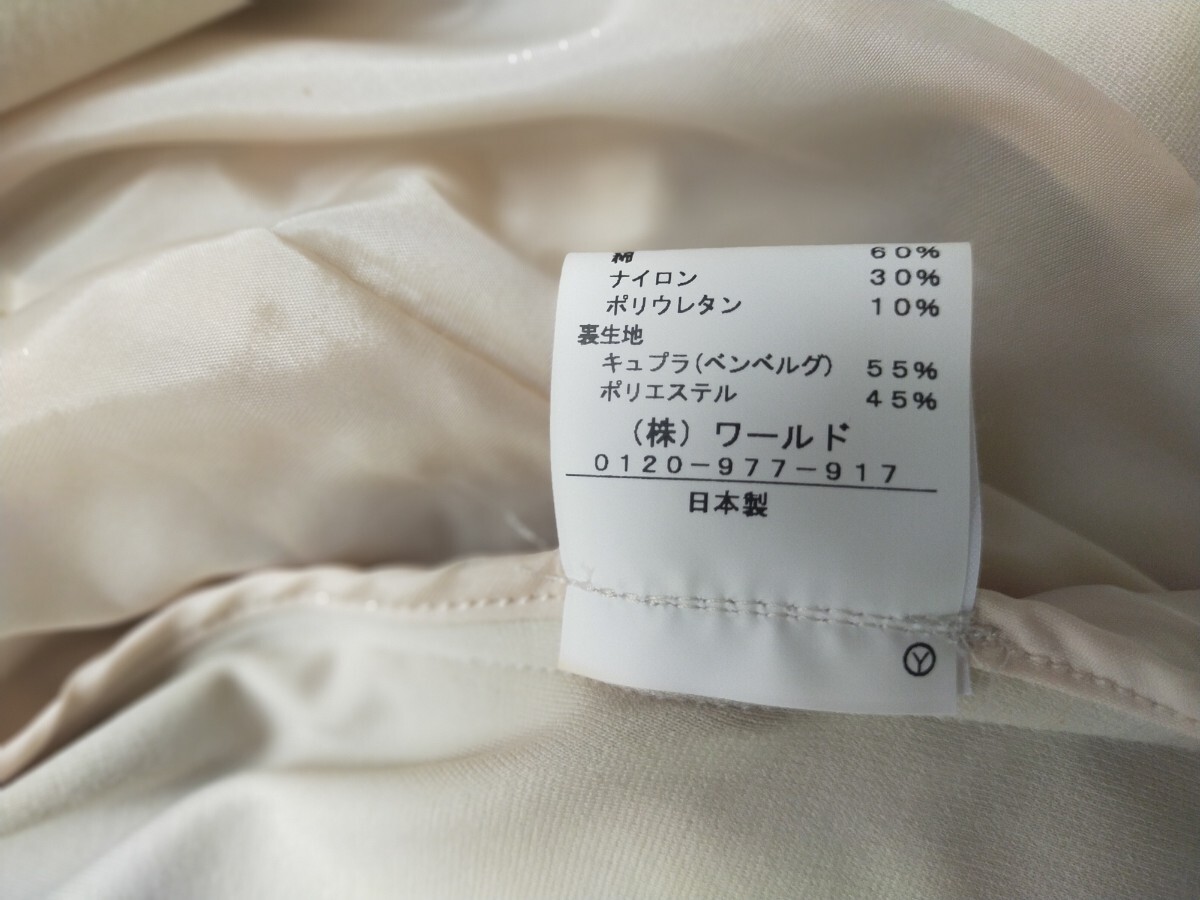 綿 60%
ナイロン 30%
ポリウレタン 10%
裏生地
キュプラ(ベンベルグ) 55%
ポリエステル 45%
(株)ワールド
0120-977-917
日本製
Y